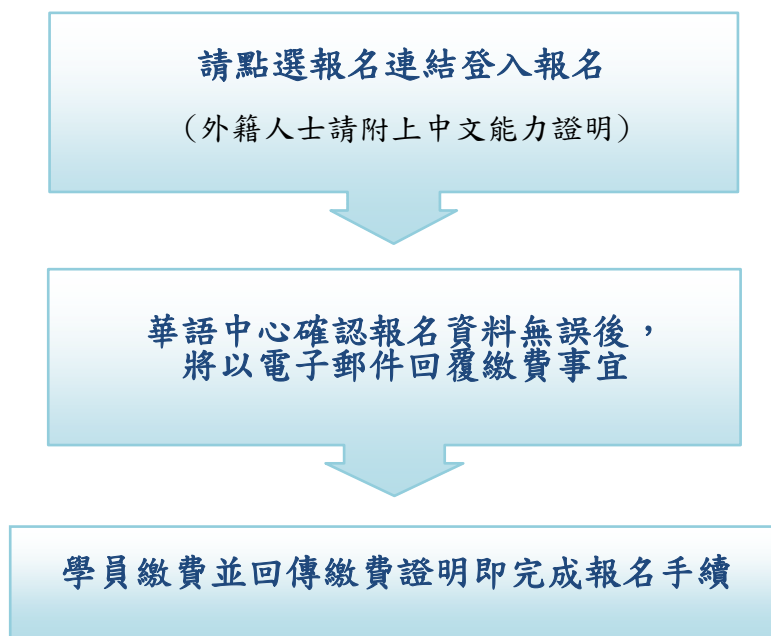 請點選報名連結登入報名
（外籍人士請附上中文能力證明）
華語中心確認報名資料無誤後，
將以電子郵件回覆繳費事宜
學員繳費並回傳繳費證明即完成報名手續